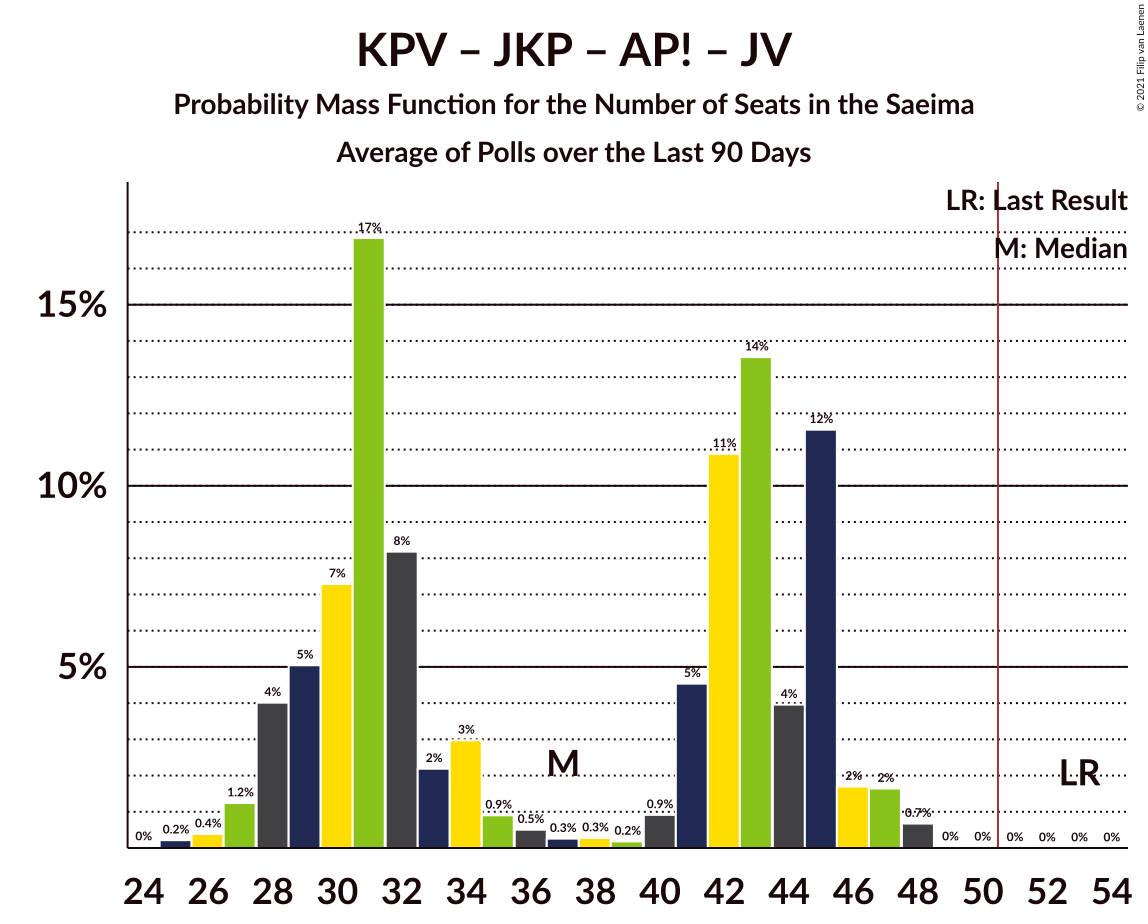 KPV – JKP – AP! – JV
Probability Mass Function for the Number of Seats in the Saeima
Average of Polls over the Last 90 Days
© 2021 Filip van Laenen
LR: Last Result
M: Median
15%
10%
5%
0% 0.2% 0.4% 1.2% 4% 5% 7% 17% 8% 2% 3% 0.9% 0.5% 0.3% 0.3% 0.2% 0.9% 5% 11% 14% 4% 12% 2% 2% 0.7% 0% 0% 0% 0% 0% 0%
M
LR
24 26 28 30 32 34 36 38 40 42 44 46 48 50 52 54